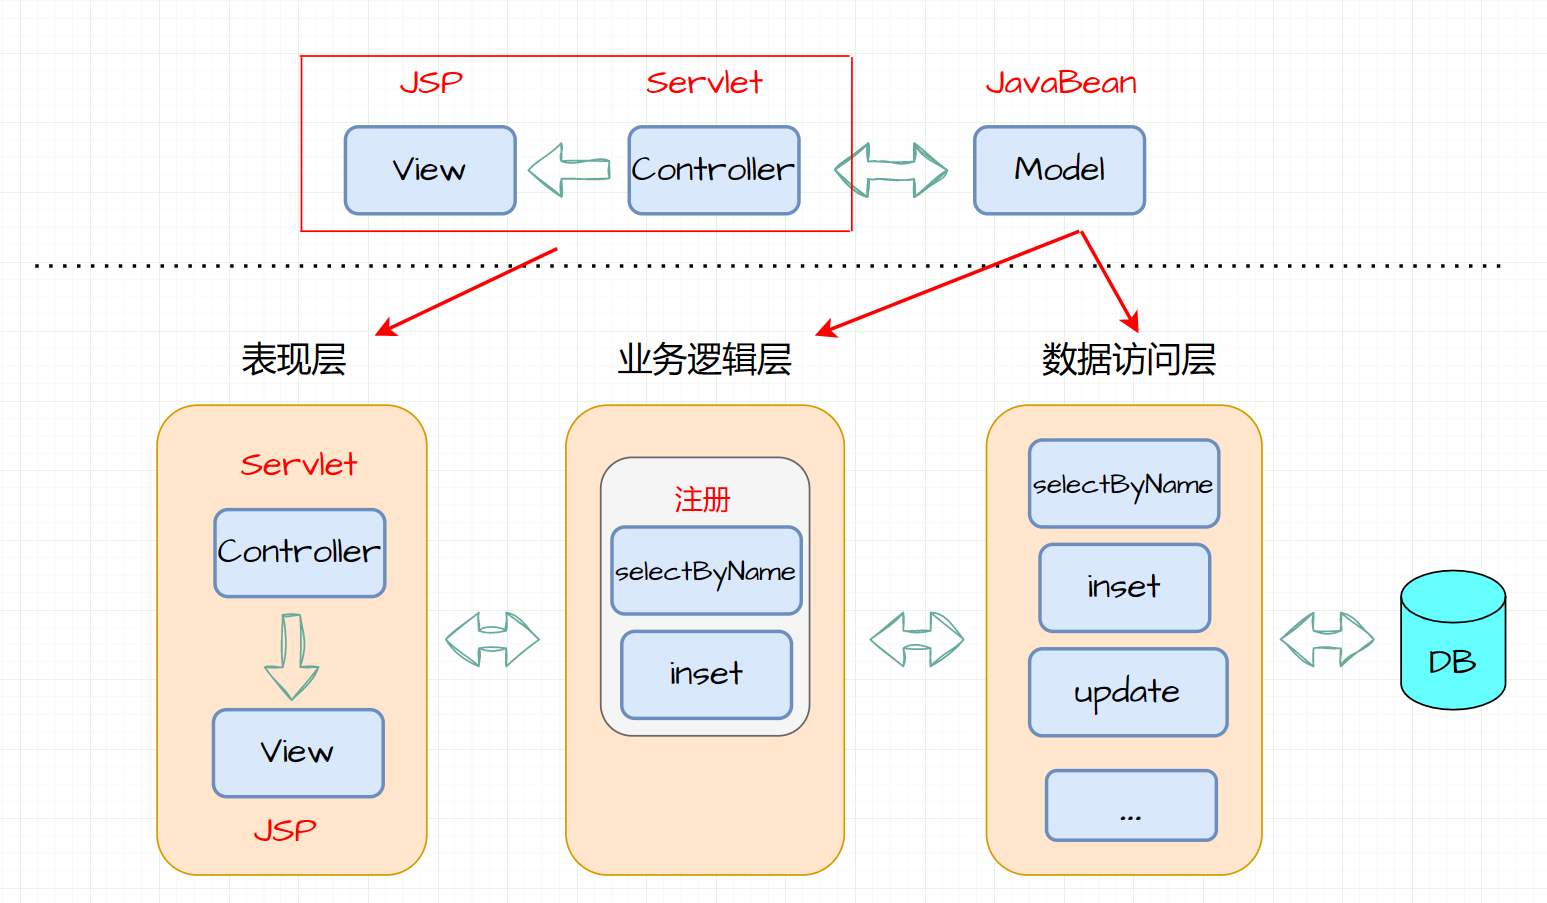 JSP
Servlet
JavaBean
View
Controller
Model
表现层
业务逻辑层
数据访问层
Servlet
Controller
View
JSP
注册
selectByName
inset
selectByName
inset
update
...
DB